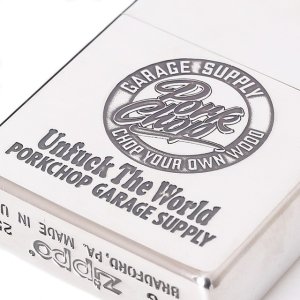 GARAGE SUPPLY
Pork
Chop
CHOP YOUR OWN WOOD
Unfuck The World
PORKCHOP GARAGE SUPPLY
zippo
BRADFORD, PA. MADE IN U